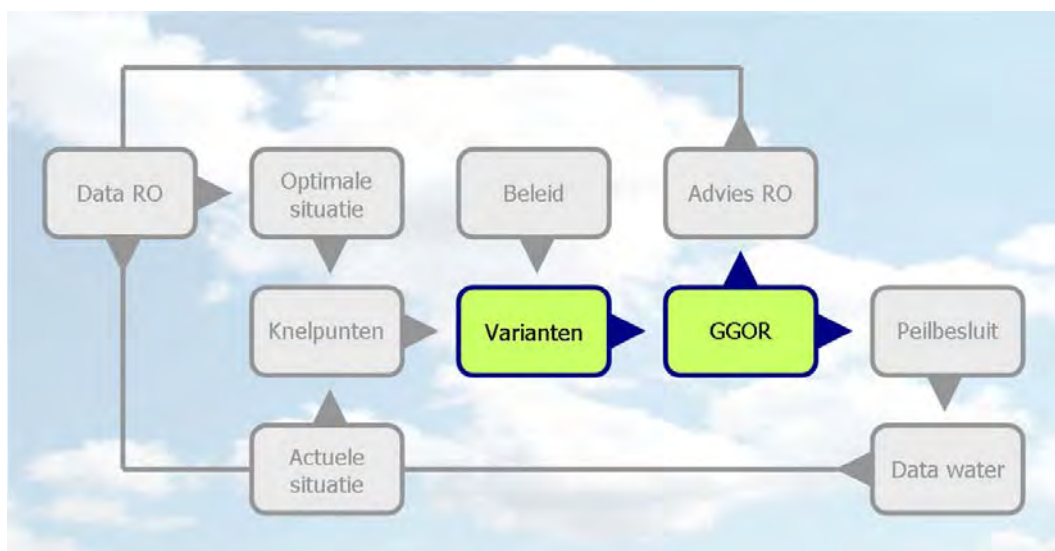 Data RO
Optimale
situatie
Beleid
Advies RO
Knelpunten
Varianten
GGOR
Peilbesluit
Actuele
situatie
Data water